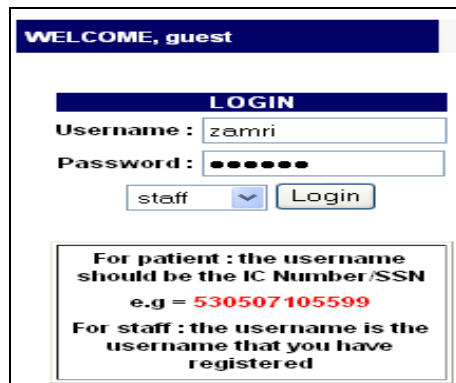 WELCOME, guest
LOGIN
Username : zamri
Password : ●●●●●●
staff Login
For patient : the username
should be the IC Number/SSN
e.g = 530507105599
For staff : the username is the
username that you have
registered